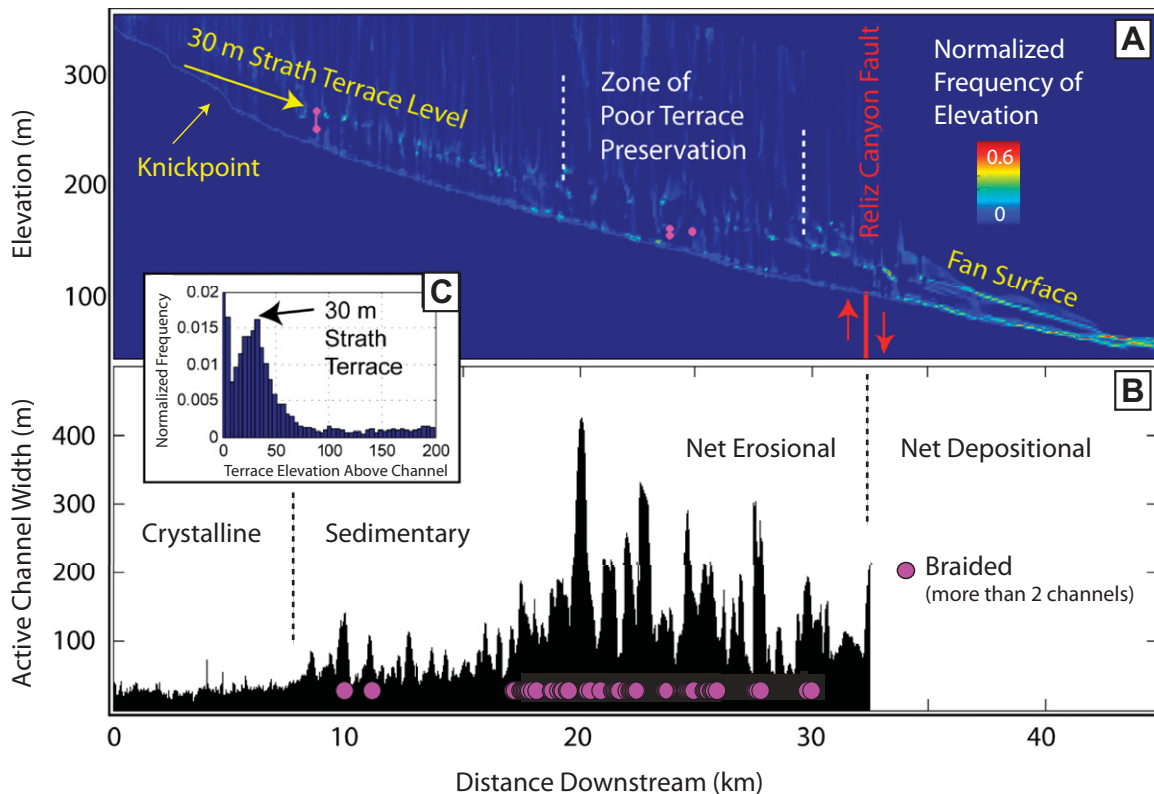 A
300
200
100
Elevation (m)
30 m Strath Terrace Level
Knickpoint
Zone of
Poor Terrace
Preservation
Reliz Canyon Fault
Normalized
Frequency of
Elevation
0.6
0
Fan Surface
C
0.02
0.015
0.01
0.005
0
Normalized Frequency
30 m
Strath
Terrace
0
50
100
150
200
Terrace Elevation Above Channel
B
400
300
200
100
Active Channel Width (m)
Net Erosional
Net Depositional
Crystalline
Sedimentary
Braided
(more than 2 channels)
0
10
20
30
40
Distance Downstream (km)